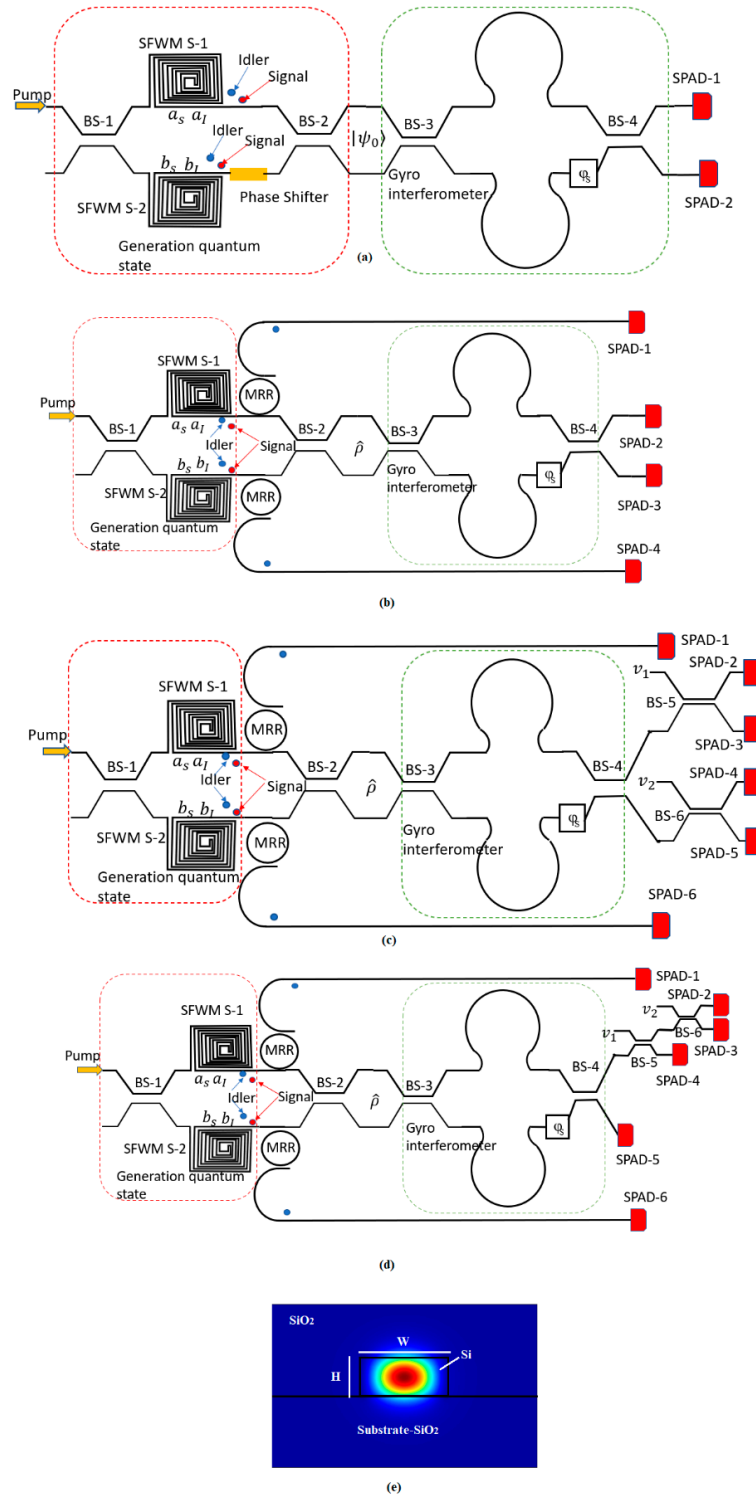 SFWM S-1
Idler
Signal
Pump
BS-1
a_s a_I
BS-2
|ψ_0⟩
BS-3
BS-4
SPAD-1
Idler
Signal
b_s b_I
SFWM S-2
Phase Shifter
Gyro
interferometer
φ_s
SPAD-2
Generation quantum
state
(a)
SPAD-1
SFWM S-1
MRR
Pump
BS-1
a_s a_I
BS-2
BS-3
BS-4
SPAD-2
Idler
Signal
ρ̂
b_s b_I
Gyro
interferometer
φ_s
SPAD-3
SFWM S-2
MRR
Generation quantum
state
SPAD-4
(b)
SPAD-1
SPAD-2
v_1
SFWM S-1
BS-5
MRR
SPAD-3
Pump
BS-1
a_s a_I
BS-2
BS-3
BS-4
SPAD-4
v_2
Idler
Signal
ρ̂
BS-6
b_s b_I
Gyro
interferometer
φ_s
SPAD-5
SFWM S-2
MRR
Generation quantum
state
SPAD-6
(c)
SPAD-1
SPAD-2
v_2
SFWM S-1
v_1
BS-6
SPAD-3
MRR
BS-5
Pump
BS-1
a_s a_I
BS-2
BS-3
BS-4
SPAD-4
Idler
Signal
ρ̂
b_s b_I
Gyro
interferometer
φ_s
SPAD-5
SFWM S-2
MRR
Generation quantum
state
SPAD-6
(d)
SiO2
W
Si
H
Substrate-SiO2
(e)